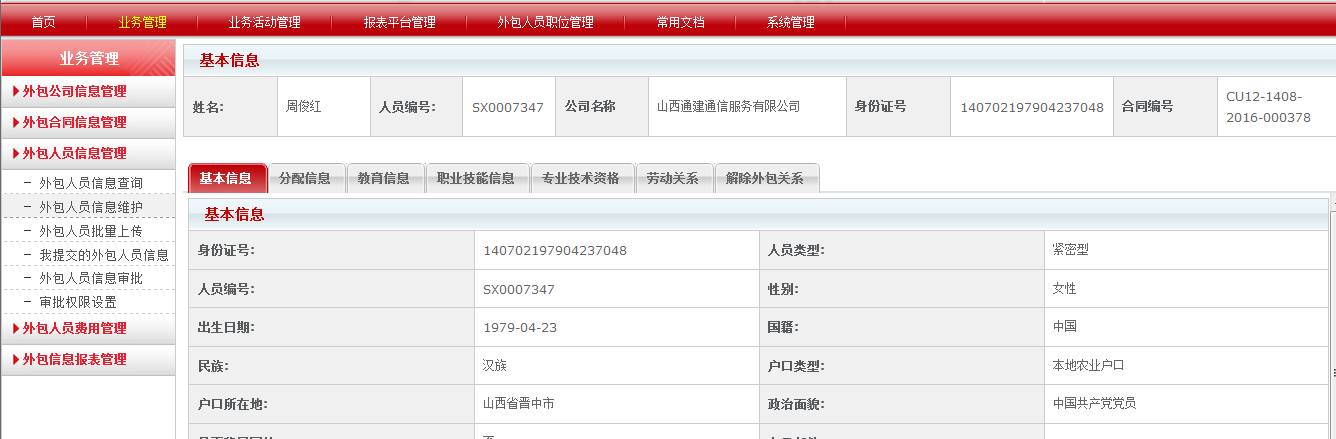 首页 业务管理 业务活动管理 报表平台管理 外包人员职位管理 常用文档 系统管理
业务管理
外包公司信息管理
外包合同信息管理
外包人员信息管理
－ 外包人员信息查询
－ 外包人员信息维护
－ 外包人员批量上传
－ 我提交的外包人员信息
－ 外包人员信息审批
－ 审批权限设置
外包人员费用管理
外包信息报表管理
基本信息
姓名: 周俊红 人员编号: SX0007347 公司名称 山西通建通信服务有限公司 身份证号 140702197904237048 合同编号 CU12-1408-
2016-000378
基本信息 分配信息 教育信息 职业技能信息 专业技术资格 劳动关系 解除外包关系
基本信息
身份证号: 140702197904237048 人员类型: 紧密型
人员编号: SX0007347 性别: 女性
出生日期: 1979-04-23 国籍: 中国
民族: 汉族 户口类型: 本地农业户口
户口所在地: 山西省晋中市 政治面貌: 中国共产党党员